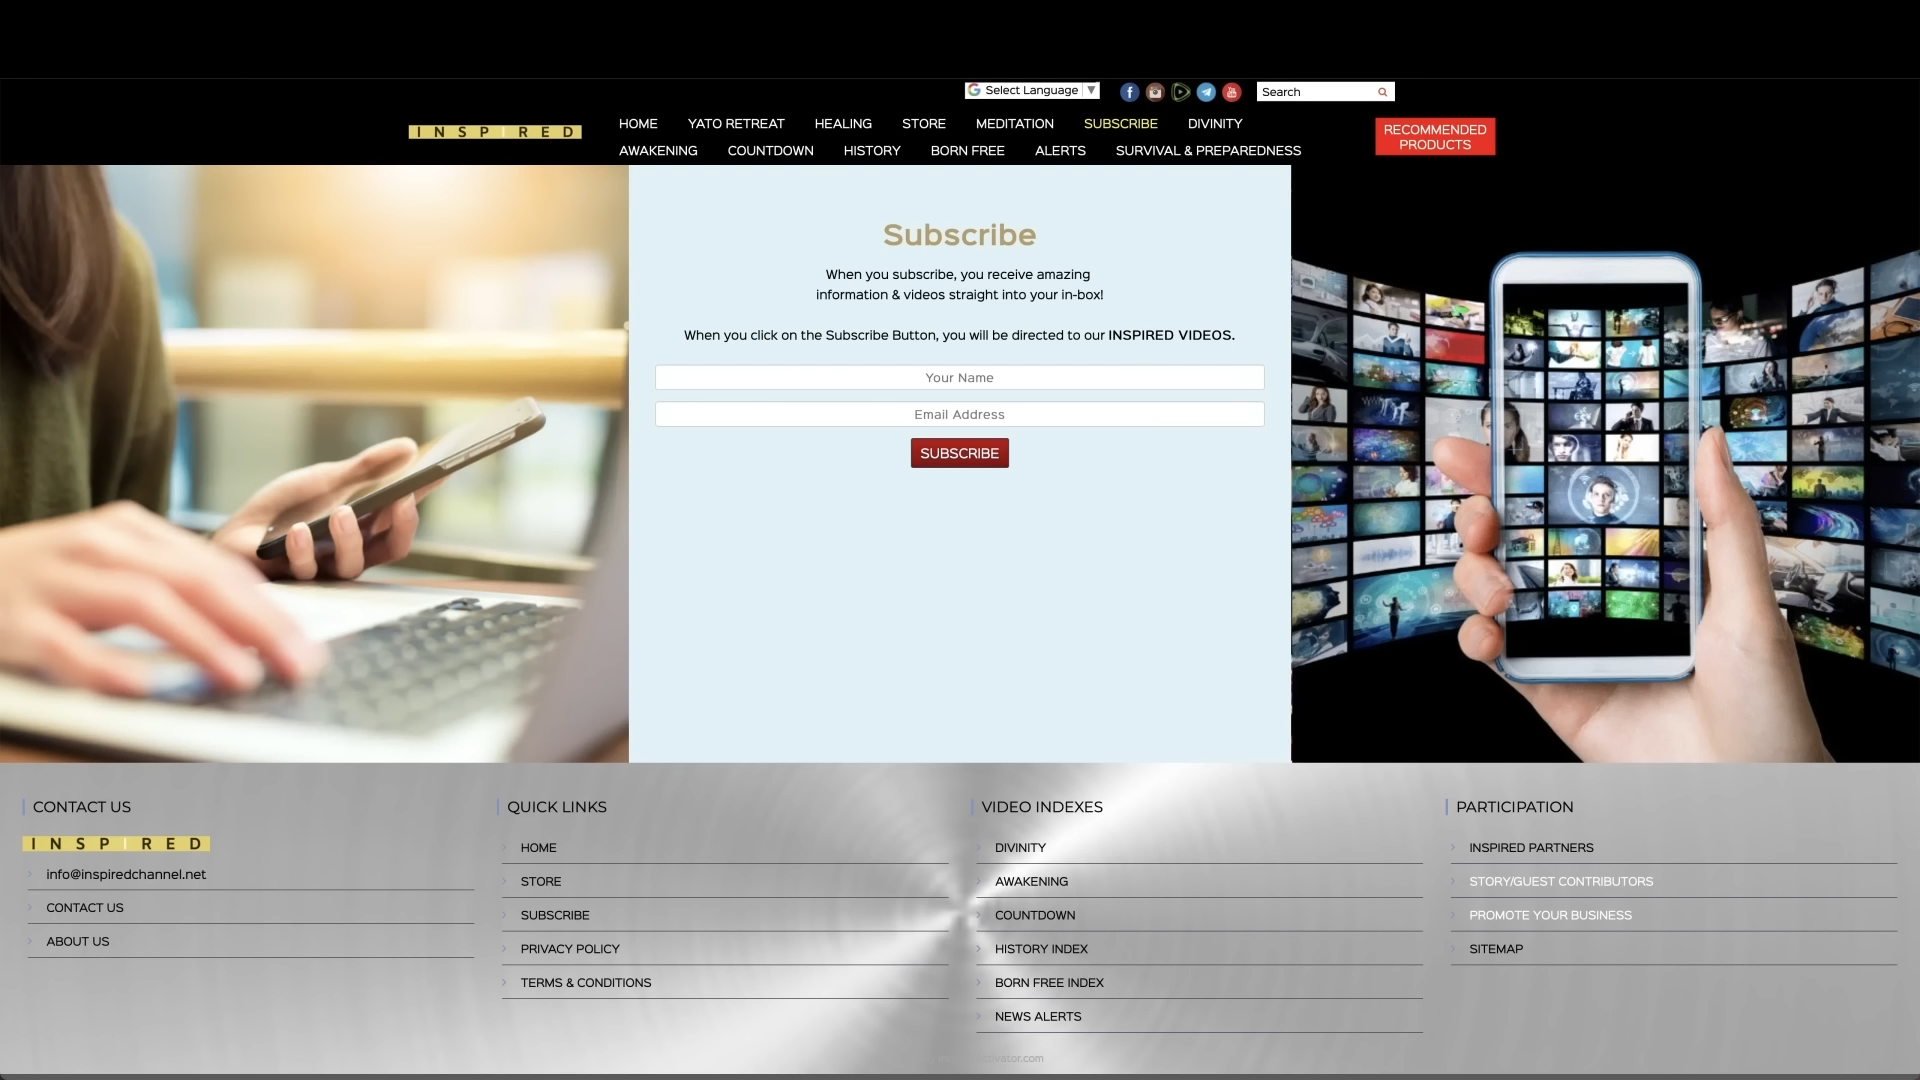 Select Language ▼
Search
INSPIRED
HOME YATO RETREAT HEALING STORE MEDITATION SUBSCRIBE DIVINITY
AWAKENING COUNTDOWN HISTORY BORN FREE ALERTS SURVIVAL & PREPAREDNESS
RECOMMENDED
PRODUCTS
Subscribe
When you subscribe, you receive amazing
information & videos straight into your in-box!
When you click on the Subscribe Button, you will be directed to our INSPIRED VIDEOS.
Your Name
Email Address
SUBSCRIBE
CONTACT US
INSPIRED
info@inspiredchannel.net
CONTACT US
ABOUT US
QUICK LINKS
HOME
STORE
SUBSCRIBE
PRIVACY POLICY
TERMS & CONDITIONS
VIDEO INDEXES
DIVINITY
AWAKENING
COUNTDOWN
HISTORY INDEX
BORN FREE INDEX
NEWS ALERTS
PARTICIPATION
INSPIRED PARTNERS
STORY/GUEST CONTRIBUTORS
PROMOTE YOUR BUSINESS
SITEMAP